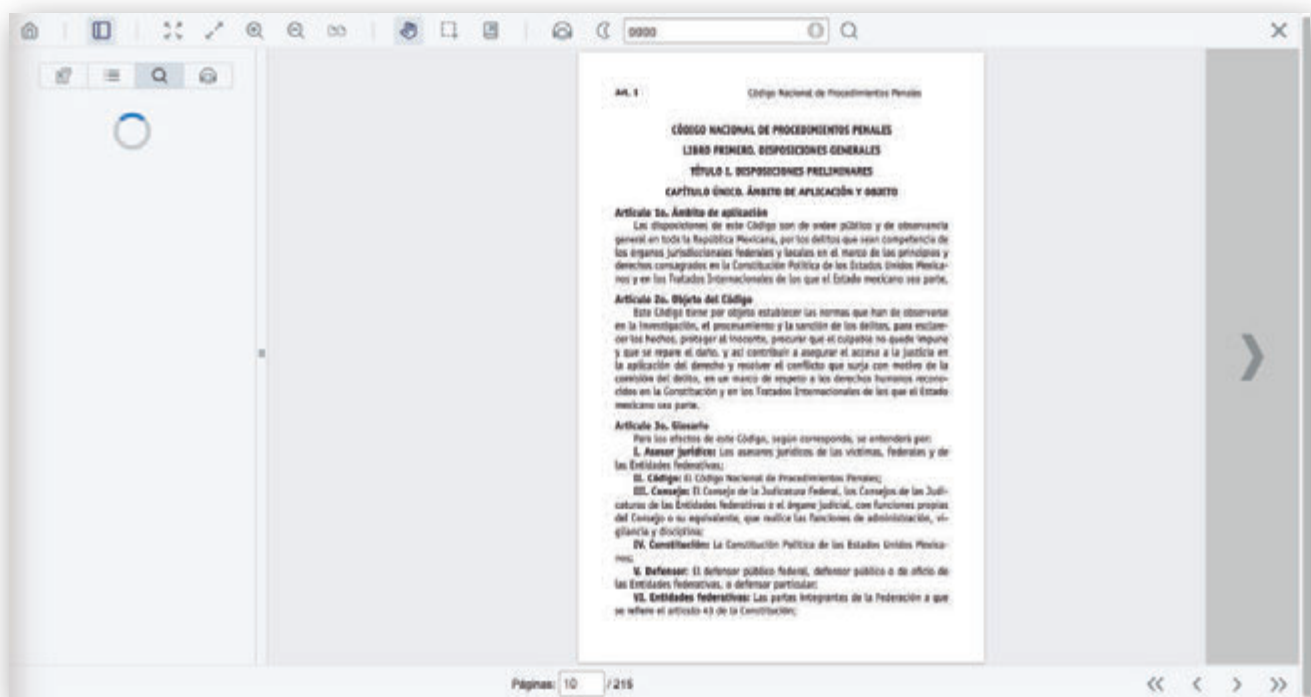 0000
Art. 1 Código Nacional de Procedimientos Penales
CÓDIGO NACIONAL DE PROCEDIMIENTOS PENALES
LIBRO PRIMERO. DISPOSICIONES GENERALES
TÍTULO I. DISPOSICIONES PRELIMINARES
CAPÍTULO ÚNICO. ÁMBITO DE APLICACIÓN Y OBJETO
Artículo 1o. Ámbito de aplicación
Las disposiciones de este Código son de orden público y de observancia
general en toda la República Mexicana, por los delitos que sean competencia de
los órganos jurisdiccionales federales y locales en el marco de los principios y
derechos consagrados en la Constitución Política de los Estados Unidos Mexica-
nos y en los Tratados Internacionales de los que el Estado mexicano sea parte.
Artículo 2o. Objeto del Código
Este Código tiene por objeto establecer las normas que han de observarse
en la investigación, el procesamiento y la sanción de los delitos, para esclare-
cer los hechos, proteger al inocente, procurar que el culpable no quede impune
y que se repare el daño, y así contribuir a asegurar el acceso a la justicia en
la aplicación del derecho y resolver el conflicto que surja con motivo de la
comisión del delito, en un marco de respeto a los derechos humanos recono-
cidos en la Constitución y en los Tratados Internacionales de los que el Estado
mexicano sea parte.
Artículo 3o. Glosario
Para los efectos de este Código, según corresponda, se entenderá por:
I. Asesor jurídico: Los asesores jurídicos de las víctimas, federales y de
las Entidades federativas;
II. Código: El Código Nacional de Procedimientos Penales;
III. Consejo: El Consejo de la Judicatura Federal, los Consejos de las Judi-
caturas de las Entidades federativas o el órgano judicial, con funciones propias
del Consejo o su equivalente, que realice las funciones de administración, vi-
gilancia y disciplina;
IV. Constitución: La Constitución Política de los Estados Unidos Mexica-
nos;
V. Defensor: El defensor público federal, defensor público o de oficio de
las Entidades federativas, o defensor particular;
VI. Entidades federativas: Las partes integrantes de la Federación a que
se refiere el artículo 43 de la Constitución;
Páginas: 10 / 215